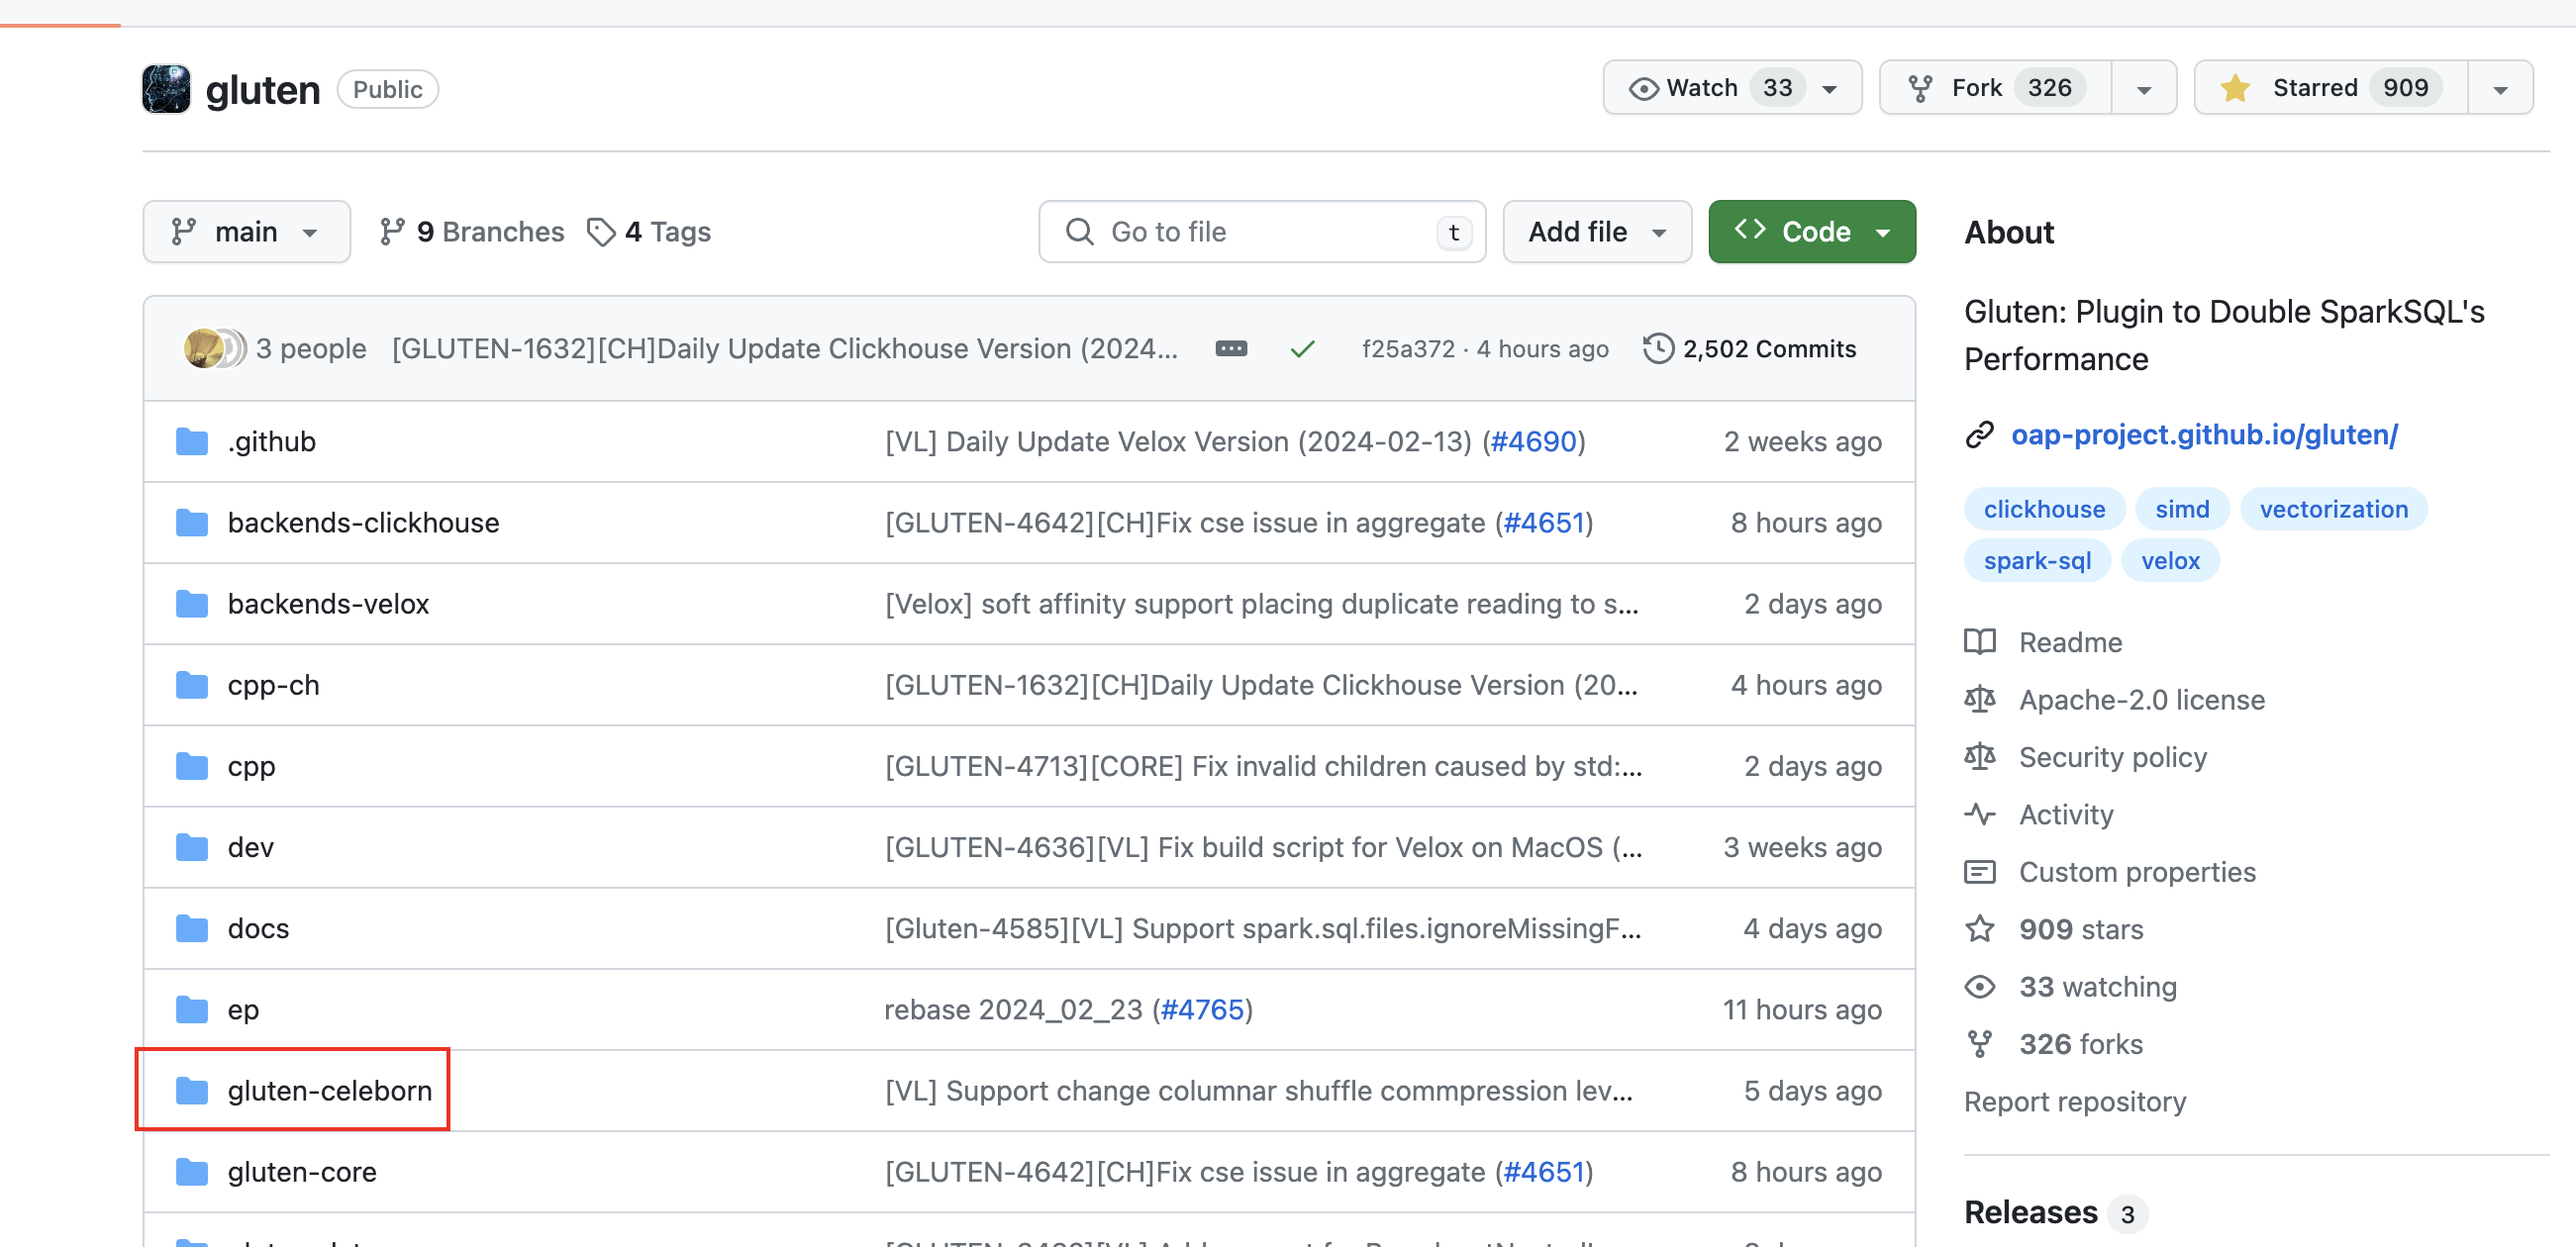 gluten Public Watch 33 Fork 326 Starred 909
main 9 Branches 4 Tags Go to file t Add file Code
3 people [GLUTEN-1632][CH]Daily Update Clickhouse Version (2024... f25a372 · 4 hours ago 2,502 Commits
.github [VL] Daily Update Velox Version (2024-02-13) (#4690) 2 weeks ago
backends-clickhouse [GLUTEN-4642][CH]Fix cse issue in aggregate (#4651) 8 hours ago
backends-velox [Velox] soft affinity support placing duplicate reading to s... 2 days ago
cpp-ch [GLUTEN-1632][CH]Daily Update Clickhouse Version (20... 4 hours ago
cpp [GLUTEN-4713][CORE] Fix invalid children caused by std:... 2 days ago
dev [GLUTEN-4636][VL] Fix build script for Velox on MacOS (... 3 weeks ago
docs [Gluten-4585][VL] Support spark.sql.files.ignoreMissingF... 4 days ago
ep rebase 2024_02_23 (#4765) 11 hours ago
gluten-celeborn [VL] Support change columnar shuffle commpression lev... 5 days ago
gluten-core [GLUTEN-4642][CH]Fix cse issue in aggregate (#4651) 8 hours ago
About
Gluten: Plugin to Double SparkSQL's
Performance
oap-project.github.io/gluten/
clickhouse simd vectorization
spark-sql velox
Readme
Apache-2.0 license
Security policy
Activity
Custom properties
909 stars
33 watching
326 forks
Report repository
Releases 3